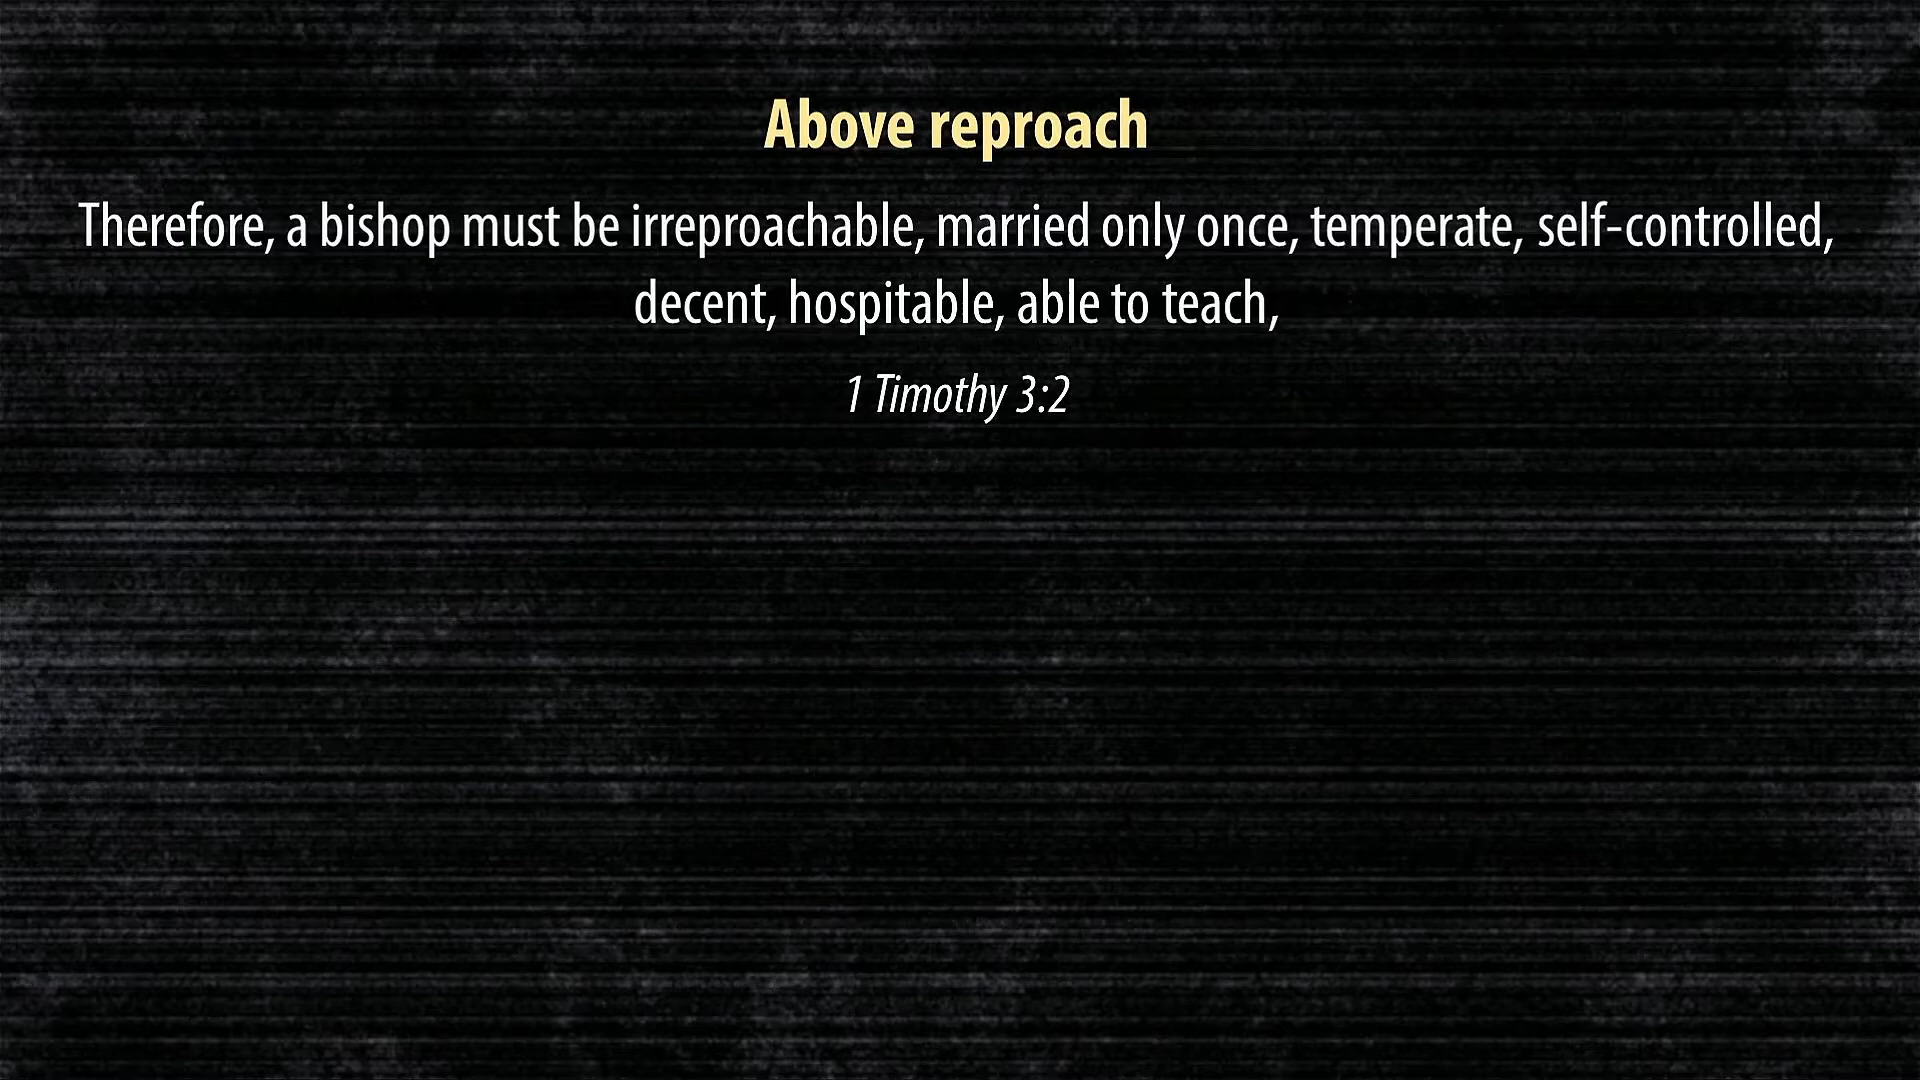 Above reproach
Therefore, a bishop must be irreproachable, married only once, temperate, self-controlled,
decent, hospitable, able to teach,
1 Timothy 3:2